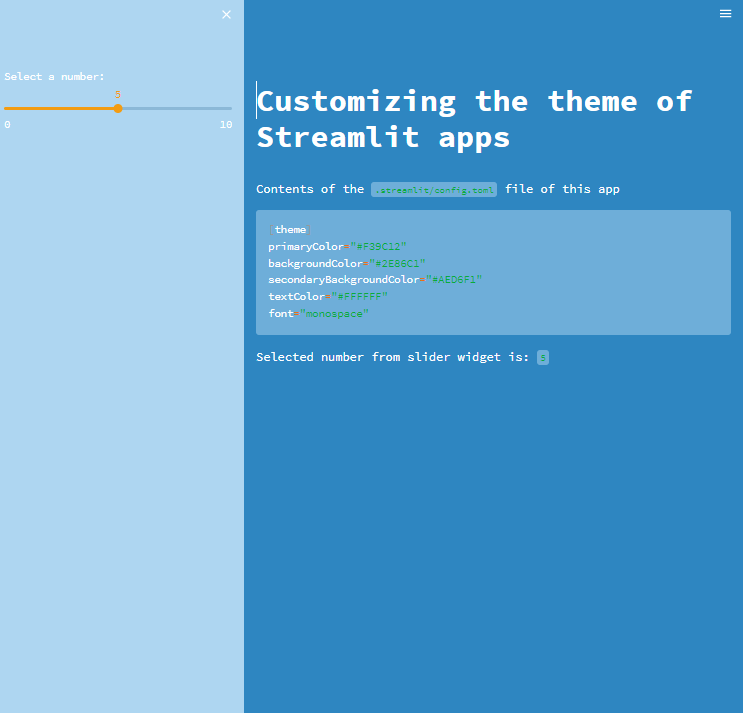 Select a number:
5
0 10
Customizing the theme of
Streamlit apps
Contents of the .streamlit/config.toml file of this app
[theme]
primaryColor="#F39C12"
backgroundColor="#2E86C1"
secondaryBackgroundColor="#AED6F1"
textColor="#FFFFFF"
font="monospace"
Selected number from slider widget is: 5